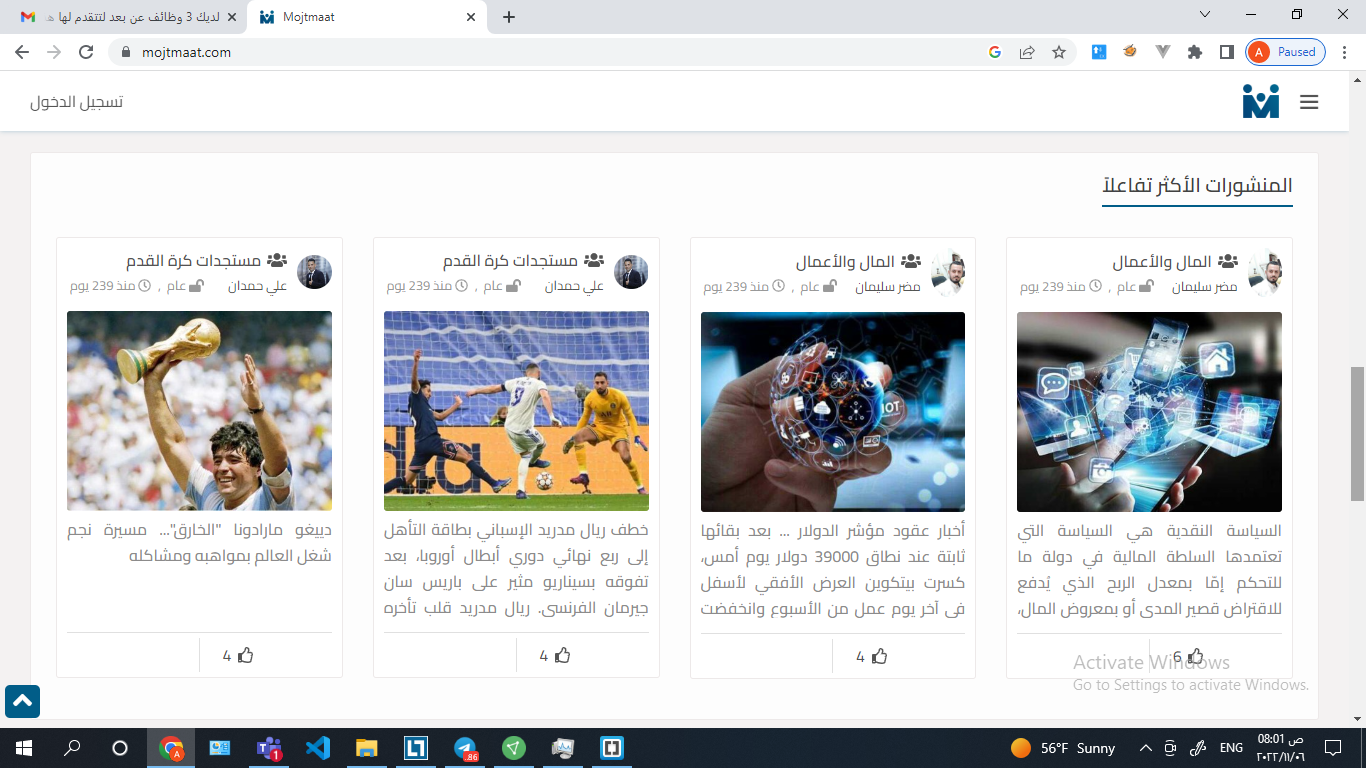 لديك 3 وظائف عن بعد لتتقدم لها
Mojtmaat
mojtmaat.com
A
Paused
تسجيل الدخول
المنشورات الأكثر تفاعلاً
المال والأعمال
مضر سليمان
عام , منذ 239 يوم
السياسة النقدية هي السياسة التي
تعتمدها السلطة المالية في دولة ما
للتحكم إمّا بمعدل الربح الذي يُدفع
للاقتراض قصير المدى أو بمعروض المال،
6
المال والأعمال
مضر سليمان
عام , منذ 239 يوم
IOT
أخبار عقود مؤشر الدولار ... بعد بقائها
ثابتة عند نطاق 39000 دولار يوم أمس،
كسرت بيتكوين العرض الأفقي لأسفل
في آخر يوم عمل من الأسبوع وانخفضت
4
مستجدات كرة القدم
علي حمدان
عام , منذ 239 يوم
خطف ريال مدريد الإسباني بطاقة التأهل
إلى ربع نهائي دوري أبطال أوروبا، بعد
تفوقه بسيناريو مثير على باريس سان
جيرمان الفرنسي. ريال مدريد قلب تأخره
4
مستجدات كرة القدم
علي حمدان
عام , منذ 239 يوم
دييغو مارادونا "الخارق"... مسيرة نجم
شغل العالم بمواهبه ومشاكله
4
Activate Windows
Go to Settings to activate Windows.
A
1
.86
56°F Sunny
ENG
08:01 ص
٢٠٢٢/١١/٠٦